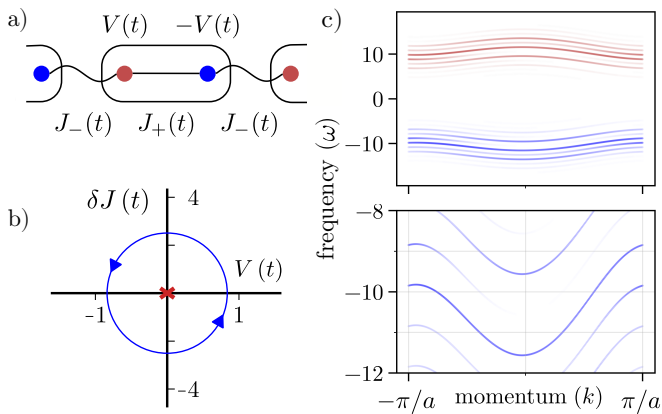 a)
V(t) −V(t)
J₋(t) J₊(t) J₋(t)
b)
δJ (t)
V (t)
4
-1
1
-4
c)
frequency (ω)
10
0
−10
−8
−10
−12
−π/a
momentum (k)
π/a